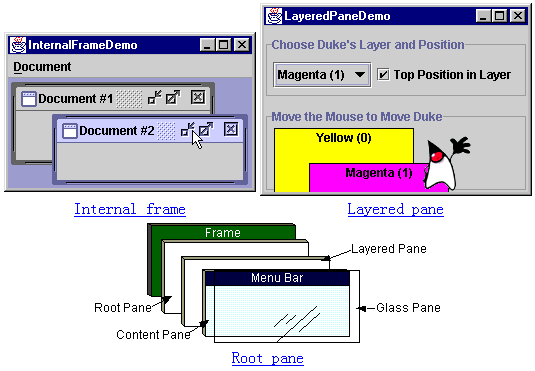 InternalFrameDemo
Document
Document #1
Document #2
Internal frame
LayeredPaneDemo
Choose Duke's Layer and Position
Magenta (1)
Top Position in Layer
Move the Mouse to Move Duke
Yellow (0)
Magenta (1)
Layered pane
Frame
Layered Pane
Menu Bar
Root Pane
Glass Pane
Content Pane
Root pane